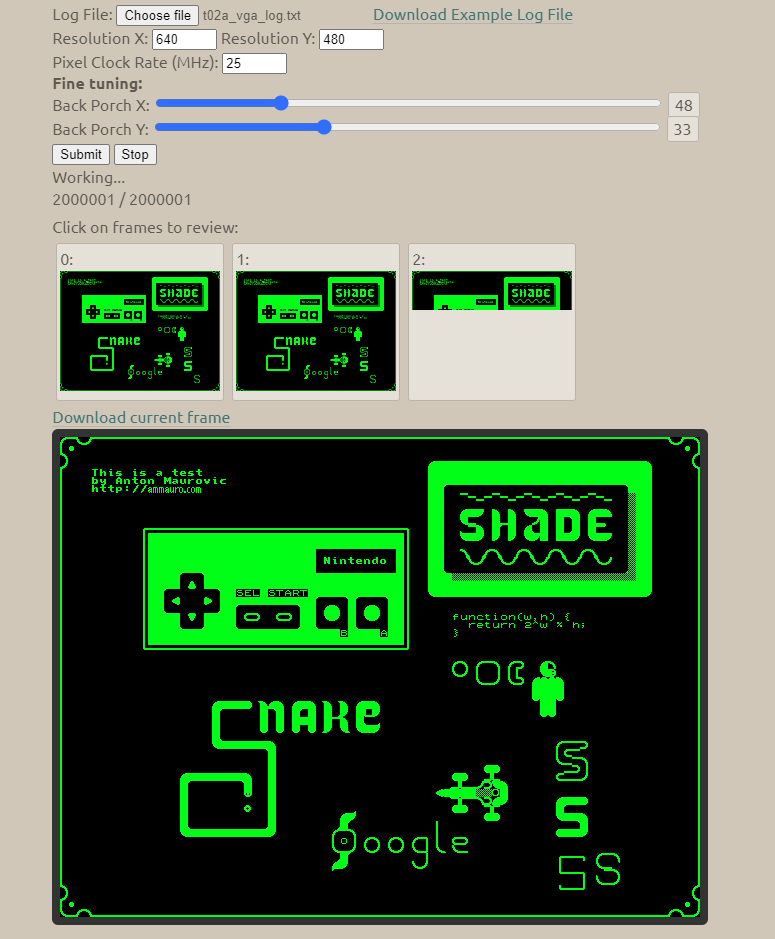 Log File: Choose file t02a_vga_log.txt Download Example Log File
Resolution X: 640 Resolution Y: 480
Pixel Clock Rate (MHz): 25
Fine tuning:
Back Porch X: 48
Back Porch Y: 33
Submit Stop
Working...
2000001 / 2000001
Click on frames to review:
0: 1: 2:
Download current frame
This is a test
by Anton Maurovic
http://ammauro.com
SHADE
Nintendo
SEL START
B A
function(w,h) {
return 2^w % h;
}
Snake
S
Google
S
S S